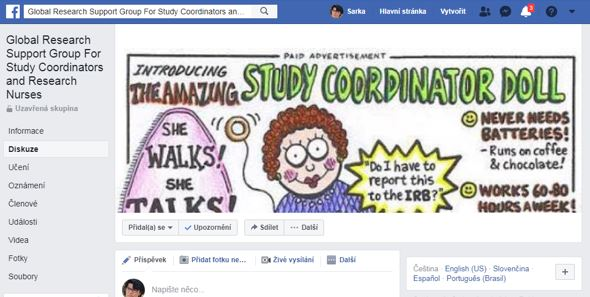 Global Research Support Group For Study Coordinators an...
Sarka
Hlavní stránka
Vytvořit
3
Global Research
Support Group For
Study Coordinators
and Research
Nurses
Uzavřená skupina
Informace
Diskuze
Učení
Oznámení
Členové
Události
Videa
Fotky
Soubory
PAID ADVERTISEMENT
INTRODUCING
THE AMAZING
STUDY COORDINATOR DOLL
SHE
WALKS!
SHE
TALKS!
"Do I have to
report this
to the IRB?"
NEVER NEEDS
BATTERIES!
- Runs on coffee
& chocolate!
WORKS 60-80
HOURS A WEEK!
Přidal(a) se
Upozornění
Sdílet
Další
Příspěvek
Přidat fotku ne...
Živé vysílání
Další
Napište něco...
Čeština · English (US) · Slovenčina
Español · Português (Brasil)